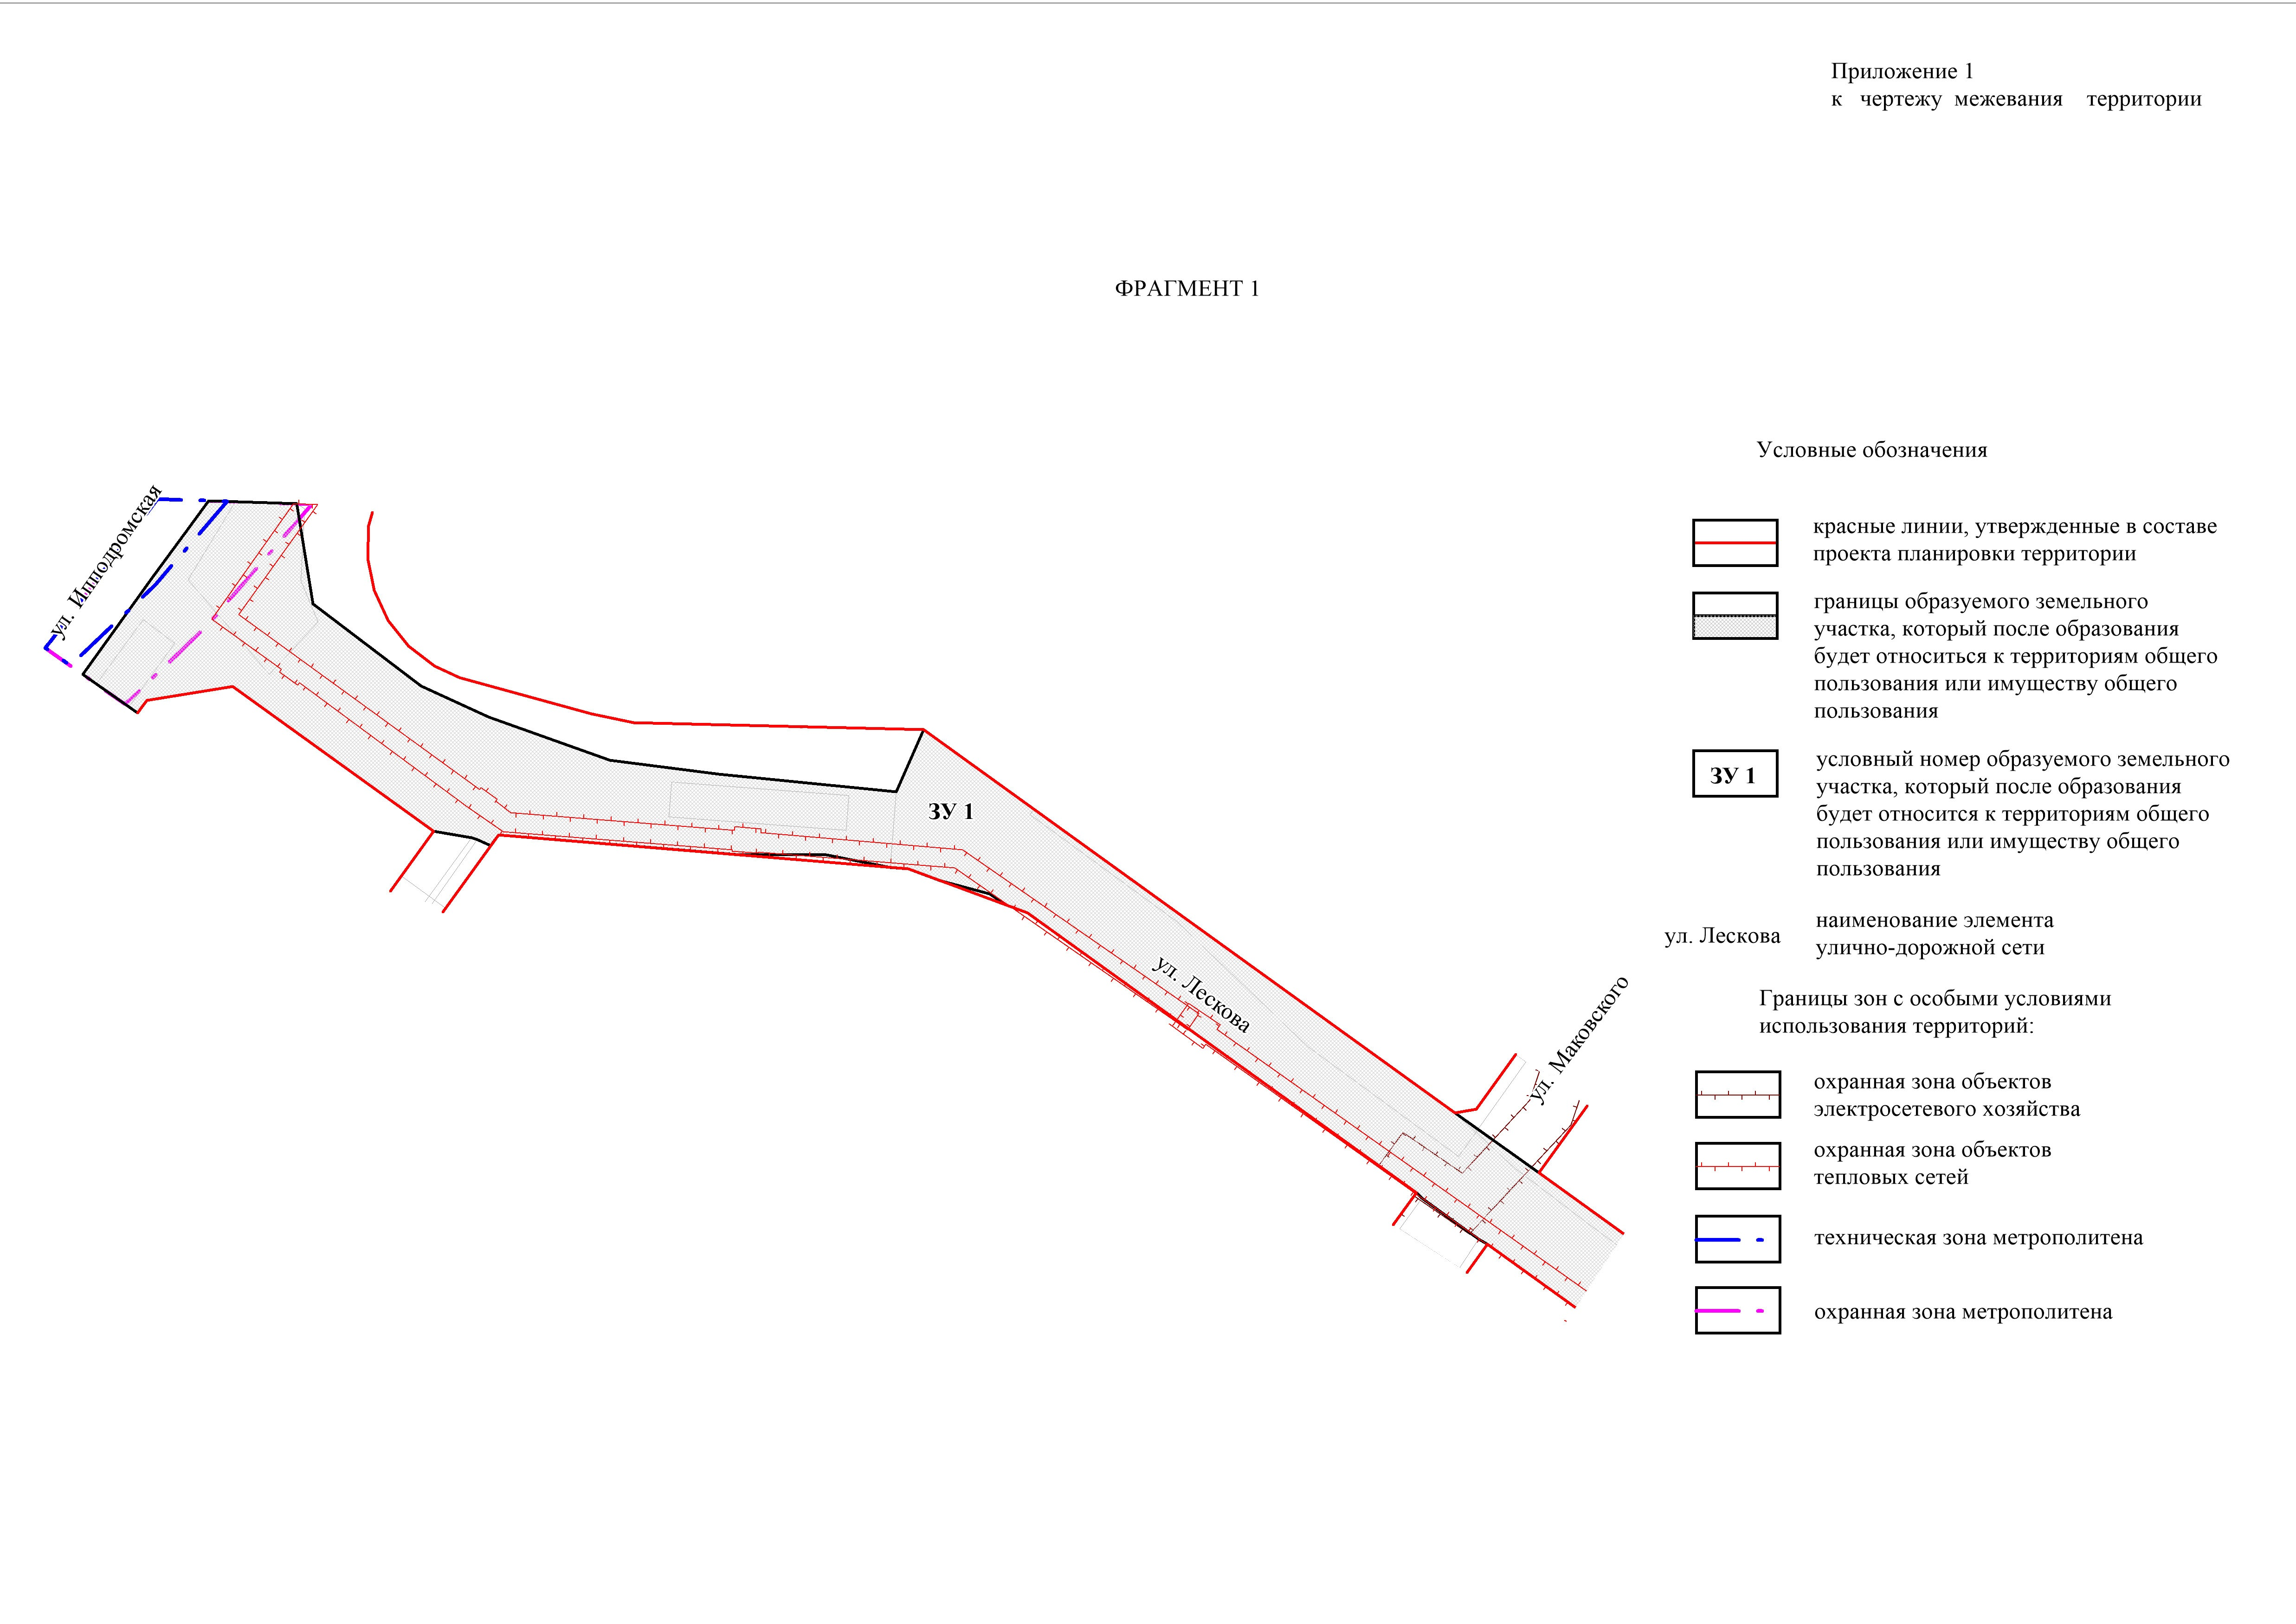 Приложение 1
к чертежу межевания территории
ФРАГМЕНТ 1
ул. Ипподромская
ЗУ 1
ул. Лескова
ул. Маковского
Условные обозначения
красные линии, утвержденные в составе
проекта планировки территории
границы образуемого земельного
участка, который после образования
будет относиться к территориям общего
пользования или имуществу общего
пользования
ЗУ 1
условный номер образуемого земельного
участка, который после образования
будет относится к территориям общего
пользования или имуществу общего
пользования
ул. Лескова
наименование элемента
улично-дорожной сети
Границы зон с особыми условиями
использования территорий:
охранная зона объектов
электросетевого хозяйства
охранная зона объектов
тепловых сетей
техническая зона метрополитена
охранная зона метрополитена